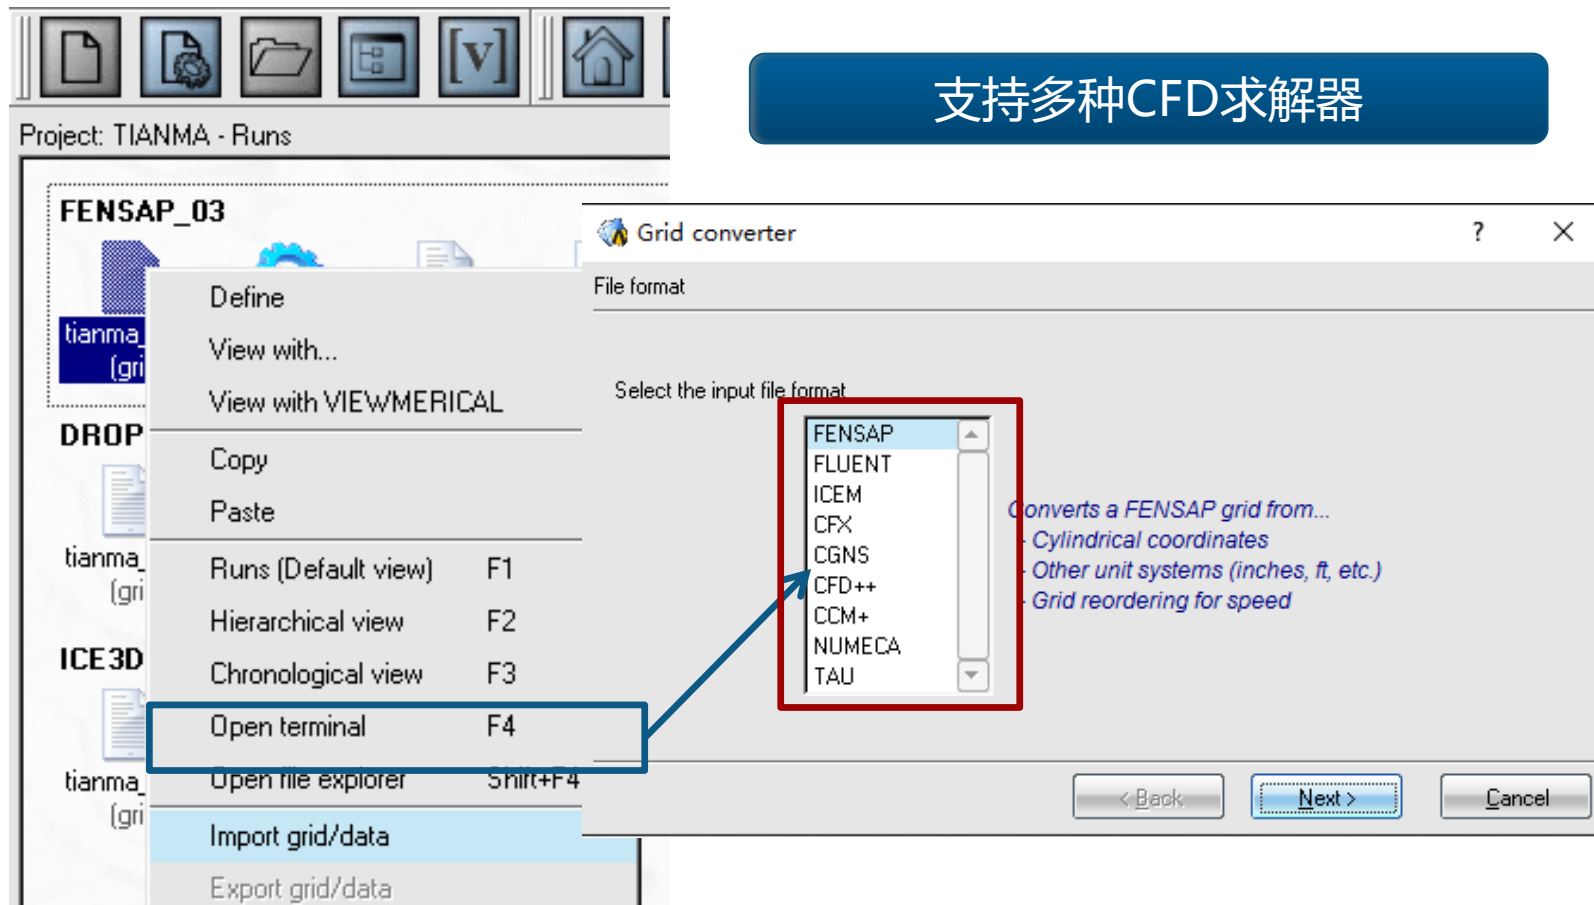 [v]
支持多种CFD求解器
Project: TIANMA - Runs
FENSAP_03
tianma_
(gri
Define
View with...
View with VIEWMERICAL
Copy
Paste
Runs (Default view) F1
Hierarchical view F2
Chronological view F3
Open terminal F4
Open file explorer Shift+F4
Import grid/data
Export grid/data
DROP
tianma_
(gri
ICE3D
tianma_
(gri
Grid converter ?
File format
Select the input file format
FENSAP
FLUENT
ICEM
CFX
CGNS
CFD++
CCM+
NUMECA
TAU
Converts a FENSAP grid from...
- Cylindrical coordinates
- Other unit systems (inches, ft, etc.)
- Grid reordering for speed
< Back Next > Cancel